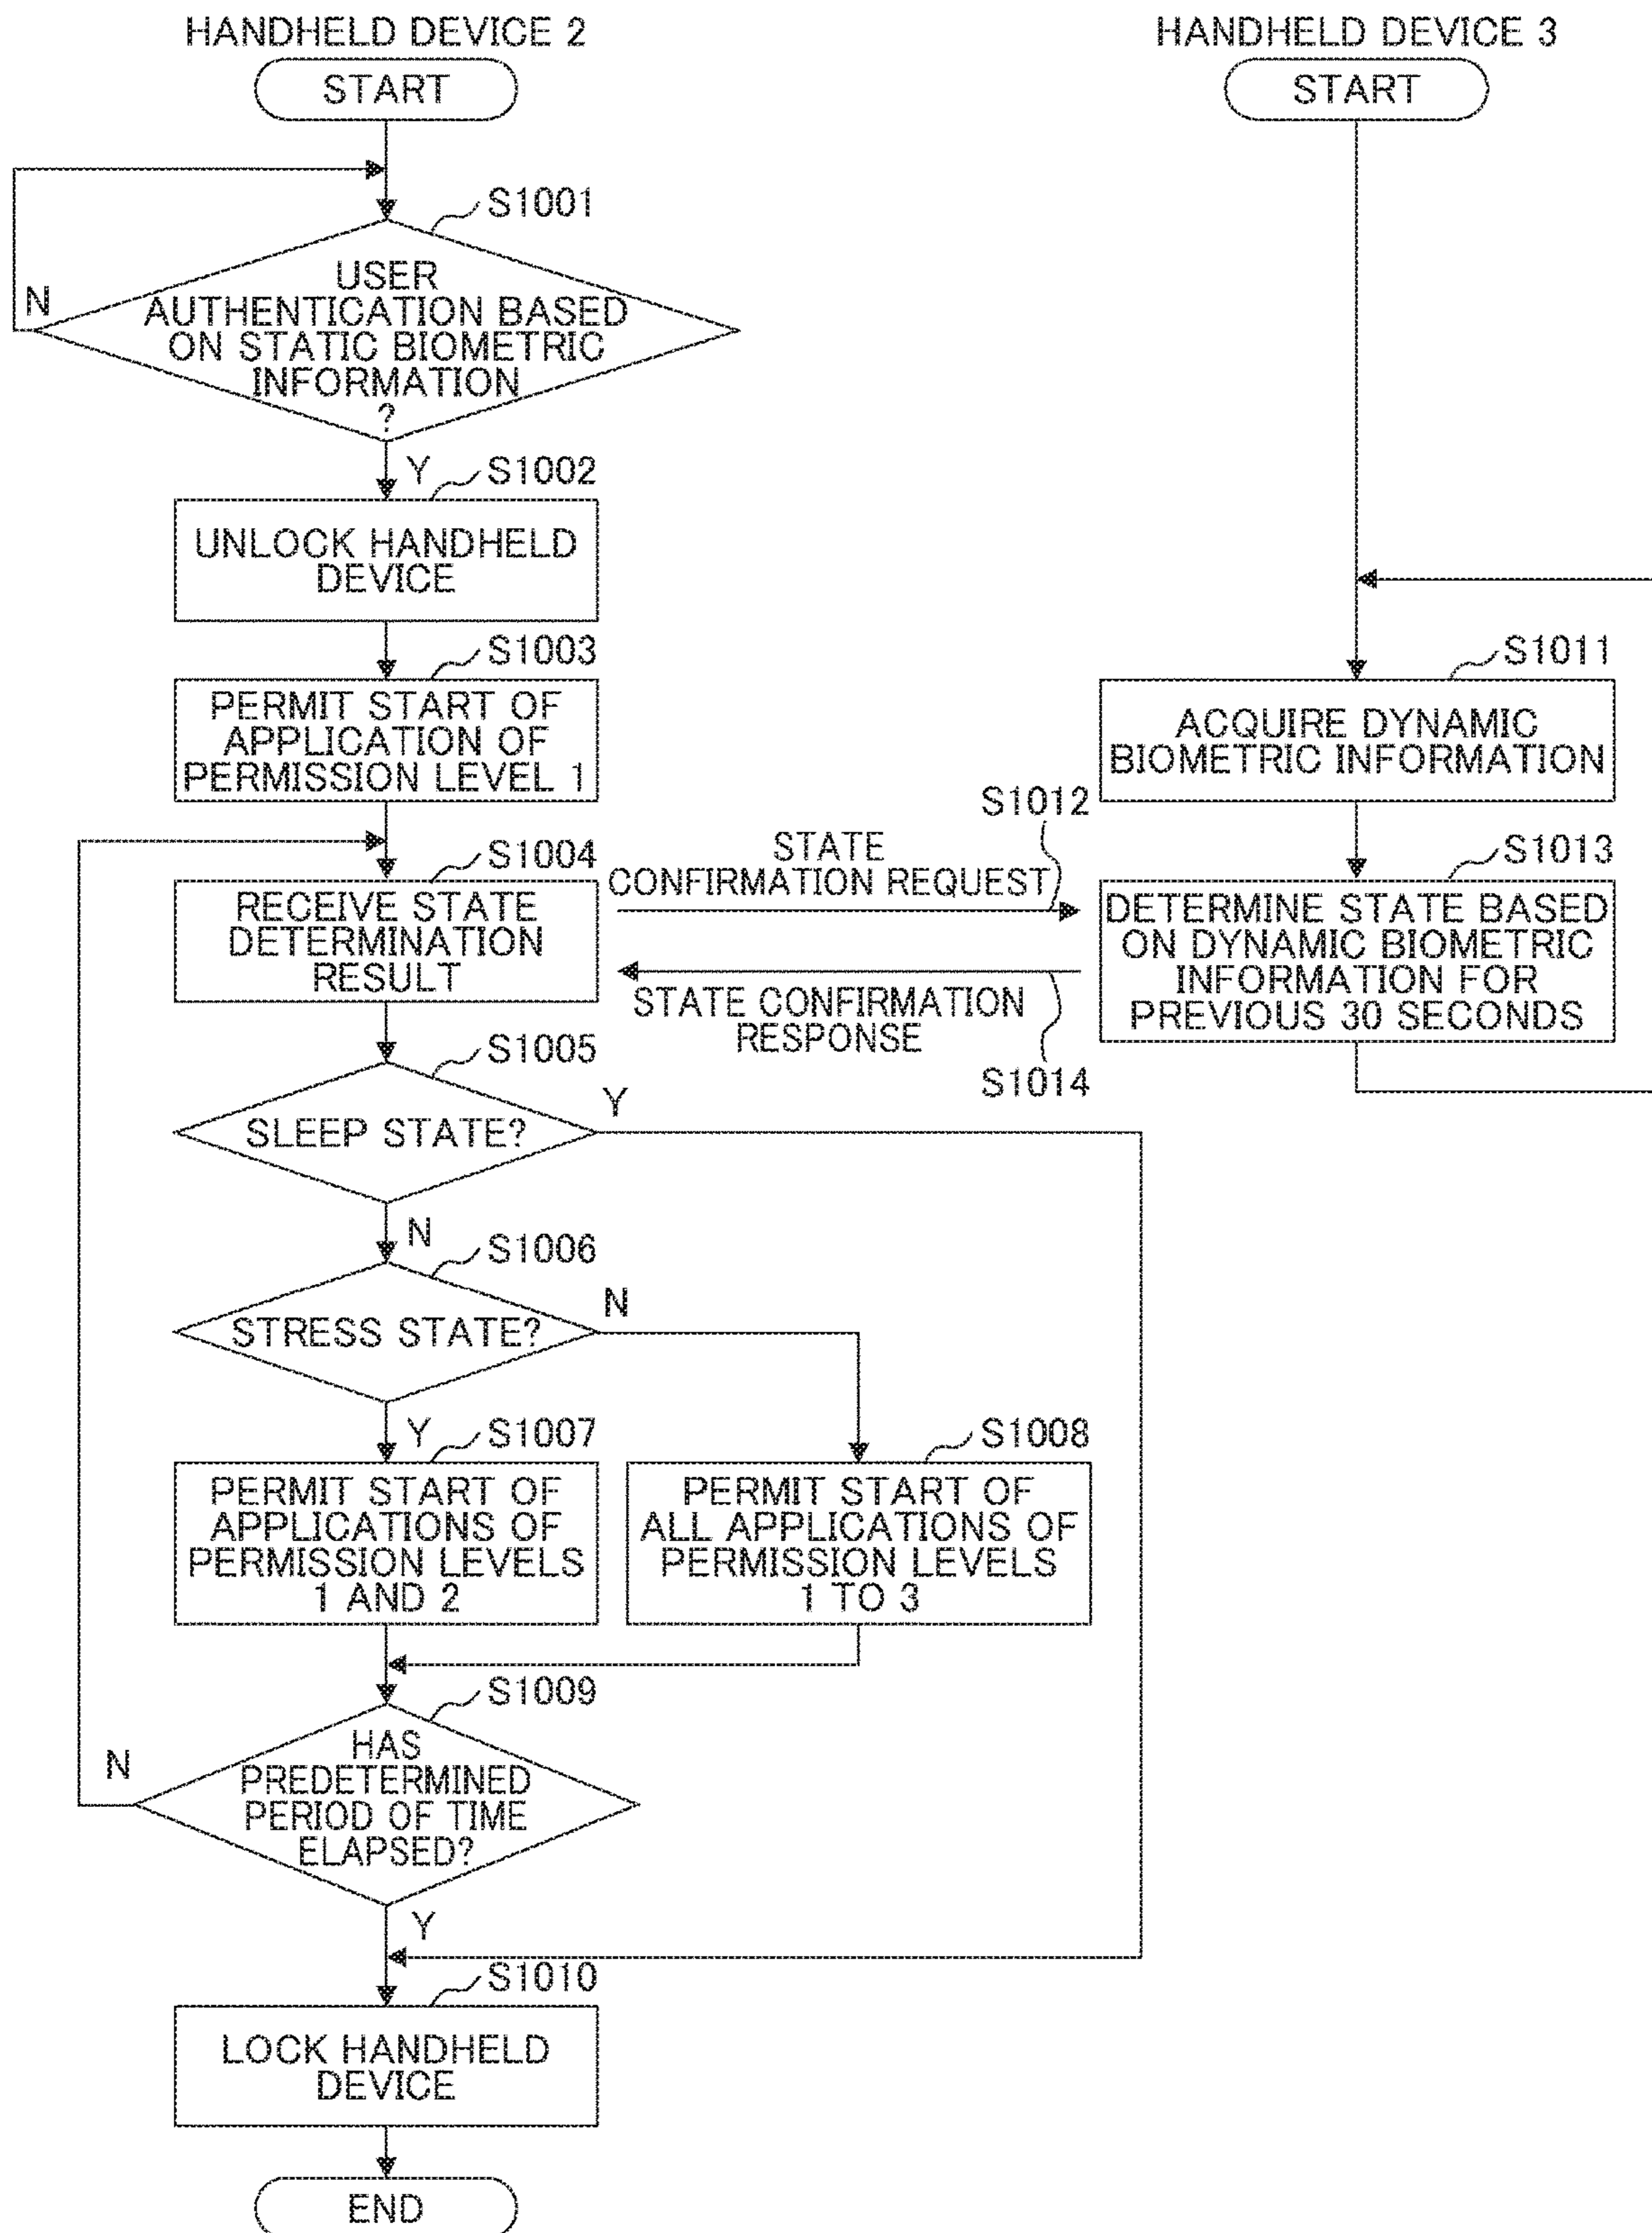 HANDHELD DEVICE 2
START
S1001
USER
AUTHENTICATION BASED
ON STATIC BIOMETRIC
INFORMATION
?
N
Y
S1002
UNLOCK HANDHELD
DEVICE
S1003
PERMIT START OF
APPLICATION OF
PERMISSION LEVEL 1
S1004
RECEIVE STATE
DETERMINATION
RESULT
S1005
SLEEP STATE?
Y
N
S1006
STRESS STATE?
N
Y
S1007
PERMIT START OF
APPLICATIONS OF
PERMISSION LEVELS
1 AND 2
S1008
PERMIT START OF
ALL APPLICATIONS OF
PERMISSION LEVELS
1 TO 3
S1009
HAS
PREDETERMINED
PERIOD OF TIME
ELAPSED?
N
Y
S1010
LOCK HANDHELD
DEVICE
END
STATE
CONFIRMATION REQUEST
S1012
STATE CONFIRMATION
RESPONSE
S1014
HANDHELD DEVICE 3
START
S1011
ACQUIRE DYNAMIC
BIOMETRIC INFORMATION
S1013
DETERMINE STATE BASED
ON DYNAMIC BIOMETRIC
INFORMATION FOR
PREVIOUS 30 SECONDS